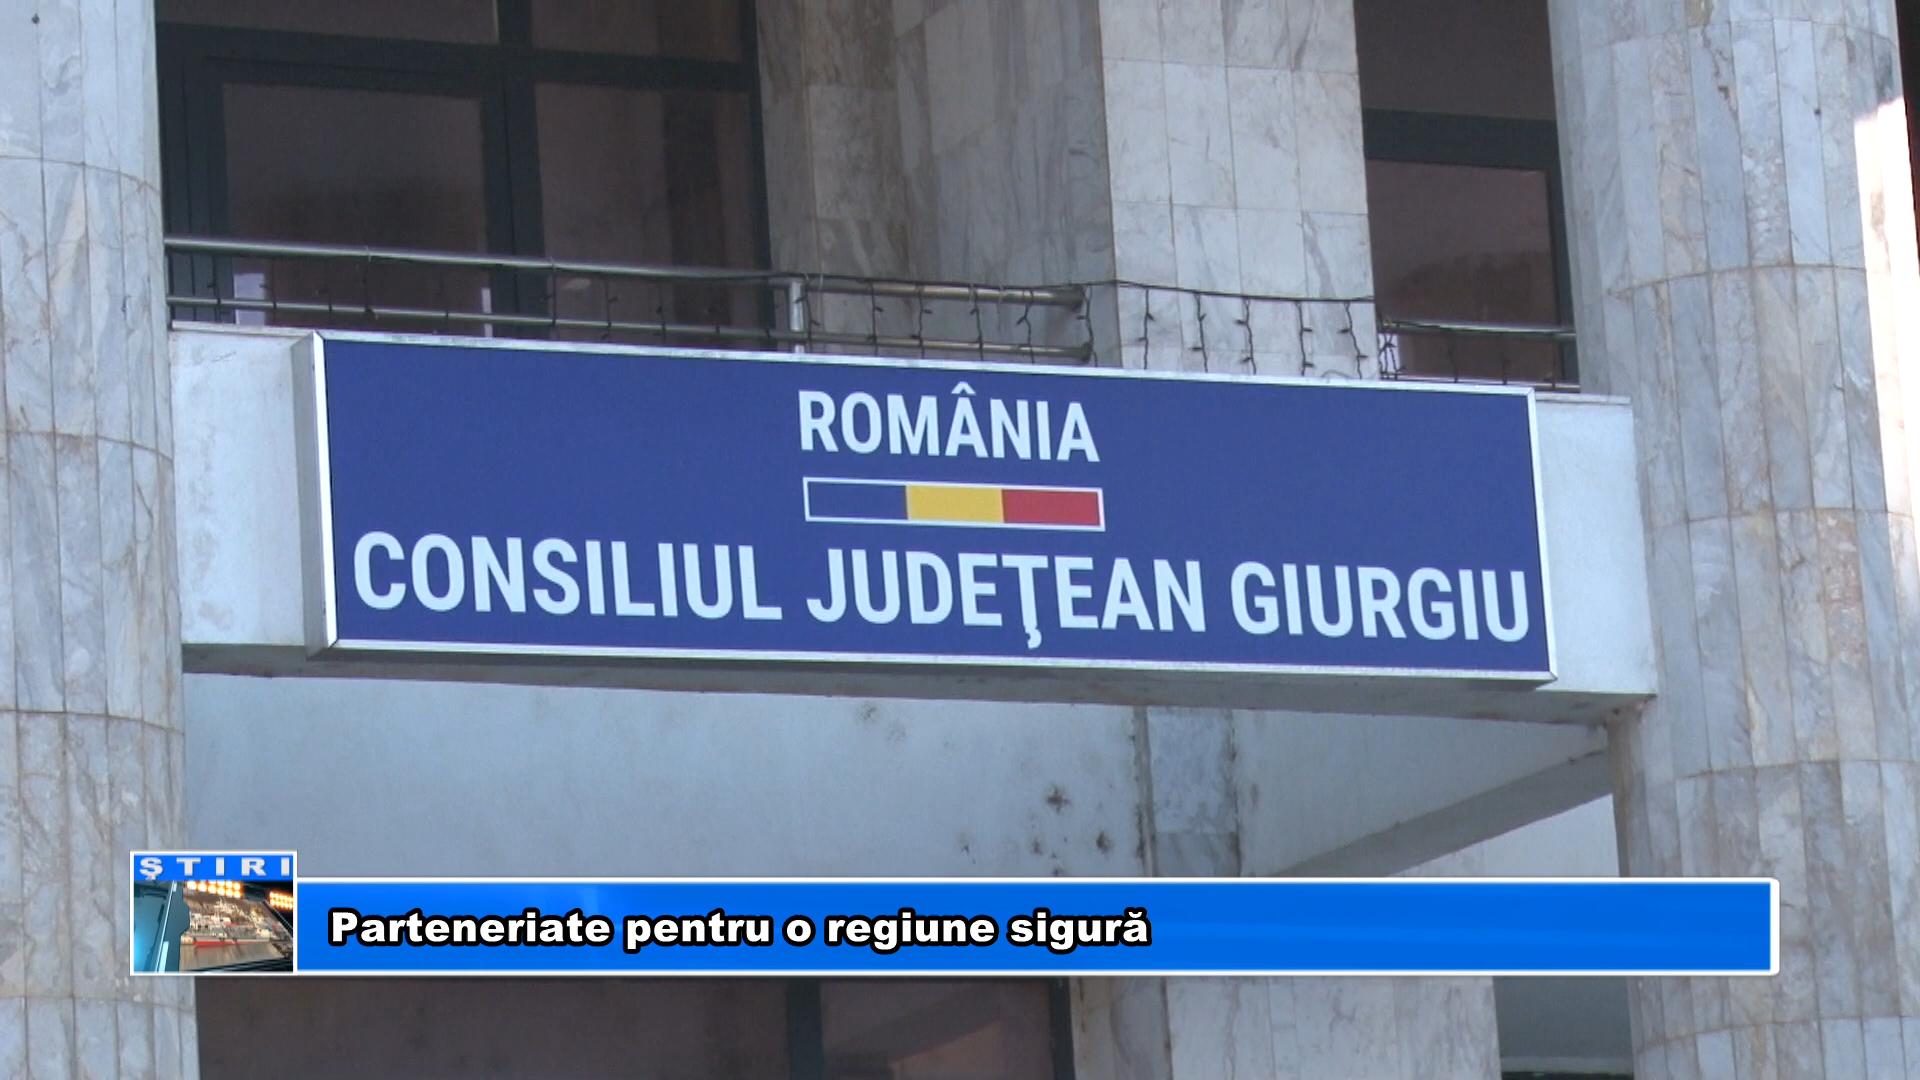 ROMÂNIA
CONSILIUL JUDEŢEAN GIURGIU
ŞTIRI
Parteneriate pentru o regiune sigură